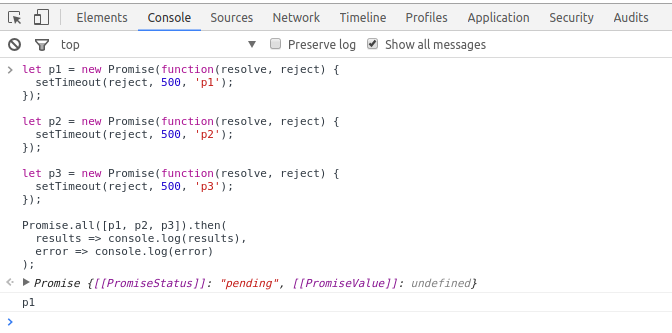 Elements Console Sources Network Timeline Profiles Application Security Audits
top Preserve log Show all messages
let p1 = new Promise(function(resolve, reject) {
  setTimeout(reject, 500, 'p1');
});

let p2 = new Promise(function(resolve, reject) {
  setTimeout(reject, 500, 'p2');
});

let p3 = new Promise(function(resolve, reject) {
  setTimeout(reject, 500, 'p3');
});

Promise.all([p1, p2, p3]).then(
  results => console.log(results),
  error => console.log(error)
);
Promise {[[PromiseStatus]]: "pending", [[PromiseValue]]: undefined}
p1